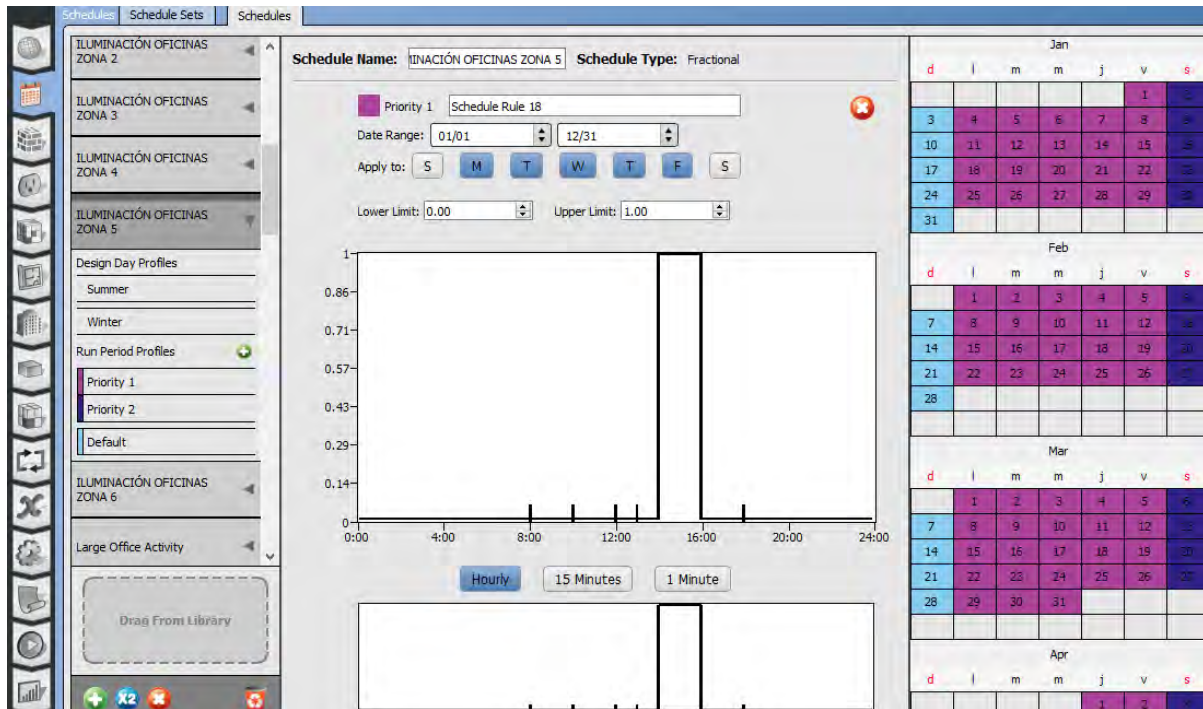 Schedules Schedule Sets Schedules
ILUMINACIÓN OFICINAS
ZONA 2
ILUMINACIÓN OFICINAS
ZONA 3
ILUMINACIÓN OFICINAS
ZONA 4
ILUMINACIÓN OFICINAS
ZONA 5
Design Day Profiles
Summer
Winter
Run Period Profiles
Priority 1
Priority 2
Default
ILUMINACIÓN OFICINAS
ZONA 6
Large Office Activity
Drag From Library
X2
Schedule Name: INACIÓN OFICINAS ZONA 5 Schedule Type: Fractional
Priority 1 Schedule Rule 18
Date Range: 01/01 12/31
Apply to: S M T W T F S
Lower Limit: 0.00 Upper Limit: 1.00
1
0.86
0.71
0.57
0.43
0.29
0.14
0
0:00 4:00 8:00 12:00 16:00 20:00 24:00
Hourly 15 Minutes 1 Minute
Jan
d l m m j v s
1
3 4 5 6 7 8
10 11 12 13 14 15
17 18 19 20 21 22
24 25 26 27 28 29
31
Feb
d l m m j v s
1 2 3 4 5
7 8 9 10 11 12
14 15 16 17 18 19
21 22 23 24 25 26
28
Mar
d l m m j v s
1 2 3 4 5
7 8 9 10 11 12
14 15 16 17 18 19
21 22 23 24 25 26
28 29 30 31
Apr
d l m m j v s
1 2